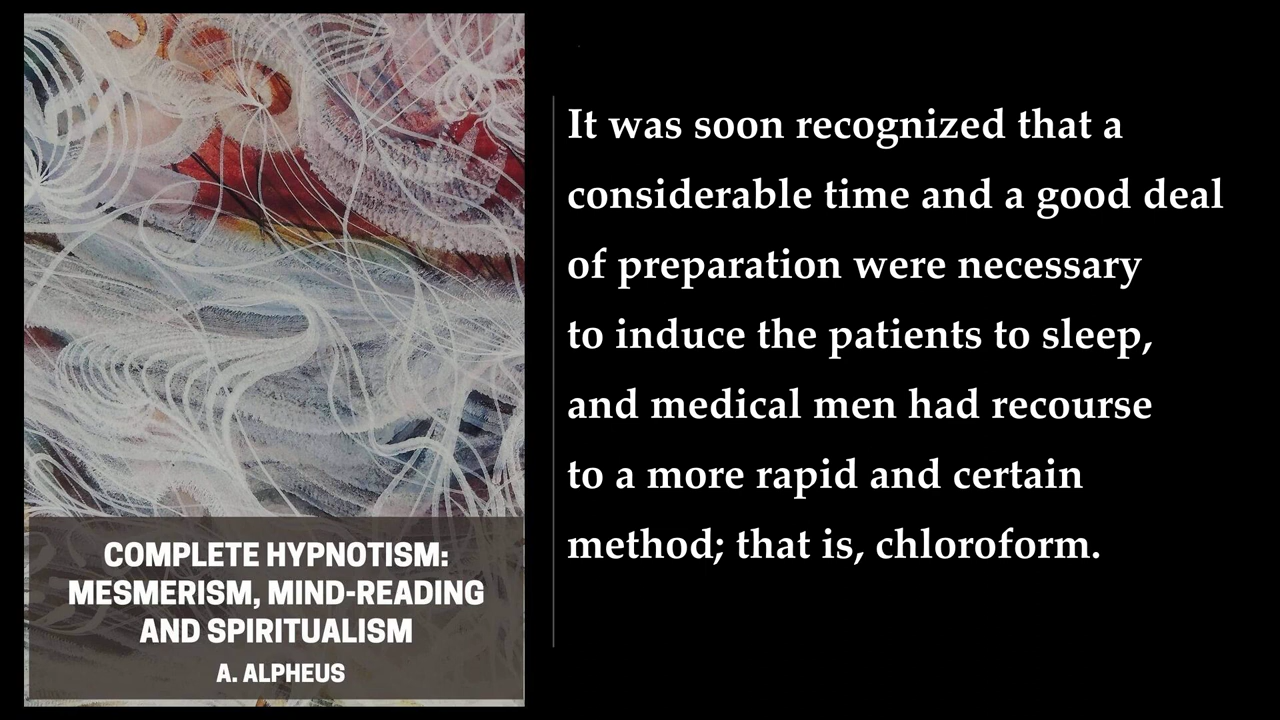 COMPLETE HYPNOTISM:
MESMERISM, MIND-READING
AND SPIRITUALISM
A. ALPHEUS
It was soon recognized that a
considerable time and a good deal
of preparation were necessary
to induce the patients to sleep,
and medical men had recourse
to a more rapid and certain
method; that is, chloroform.